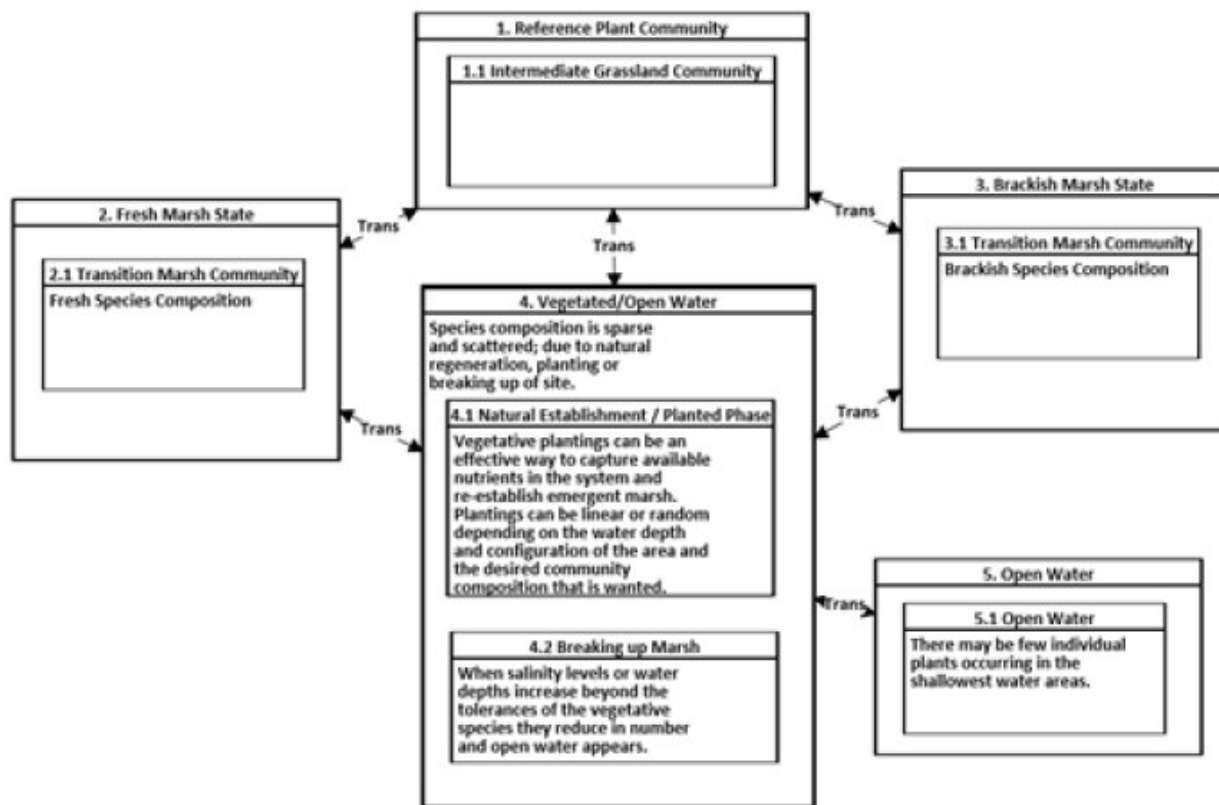 1. Reference Plant Community
1.1 Intermediate Grassland Community
2. Fresh Marsh State
2.1 Transition Marsh Community
Fresh Species Composition
Trans
Trans
Trans
3. Brackish Marsh State
3.1 Transition Marsh Community
Brackish Species Composition
4. Vegetated/Open Water
Species composition is sparse
and scattered; due to natural
regeneration, planting or
breaking up of site.
4.1 Natural Establishment / Planted Phase
Vegetative plantings can be an
effective way to capture available
nutrients in the system and
re-establish emergent marsh.
Plantings can be linear or random
depending on the water depth
and configuration of the area and
the desired community
composition that is wanted.
Trans
Trans
4.2 Breaking up Marsh
When salinity levels or water
depths increase beyond the
tolerances of the vegetative
species they reduce in number
and open water appears.
Trans
5. Open Water
5.1 Open Water
There may be few individual
plants occurring in the
shallowest water areas.